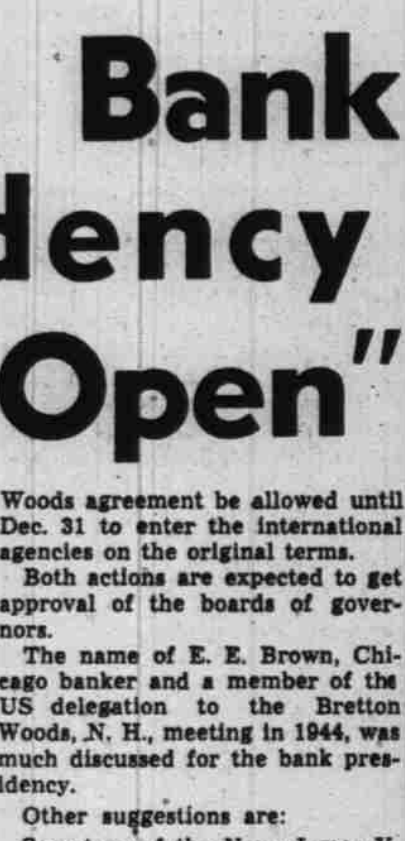 Bank
dency
Open"
Woods agreement be allowed until
Dec. 31 to enter the international
agencies on the original terms.
Both actions are expected to get
approval of the boards of gover-
nors.
The name of E. E. Brown, Chi-
cago banker and a member of the
US delegation to the Bretton
Woods, N. H., meeting in 1944, was
much discussed for the bank pres-
idency.
Other suggestions are: